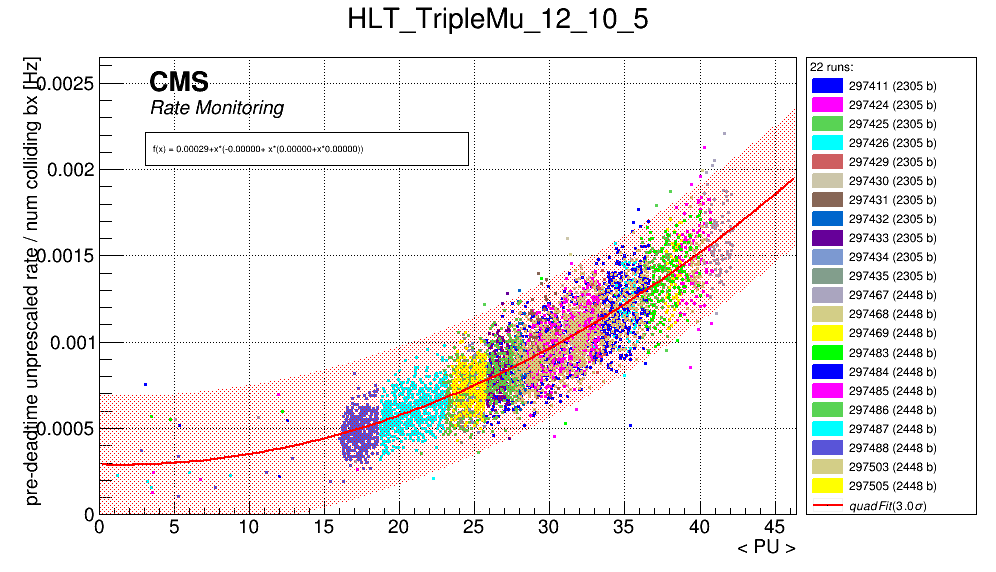 HLT_TripleMu_12_10_5
pre-deadtime unprescaled rate / num colliding bx [Hz]
CMS
Rate Monitoring
f(x) = 0.00029+x*(-0.00000+ x*(0.00000+x*0.00000))
0.0025
0.002
0.0015
0.001
0.0005
0
0 5 10 15 20 25 30 35 40 45
< PU >
22 runs:
297411 (2305 b)
297424 (2305 b)
297425 (2305 b)
297426 (2305 b)
297429 (2305 b)
297430 (2305 b)
297431 (2305 b)
297432 (2305 b)
297433 (2305 b)
297434 (2305 b)
297435 (2305 b)
297467 (2448 b)
297468 (2448 b)
297469 (2448 b)
297483 (2448 b)
297484 (2448 b)
297485 (2448 b)
297486 (2448 b)
297487 (2448 b)
297488 (2448 b)
297503 (2448 b)
297505 (2448 b)
quadFit(3.0σ)